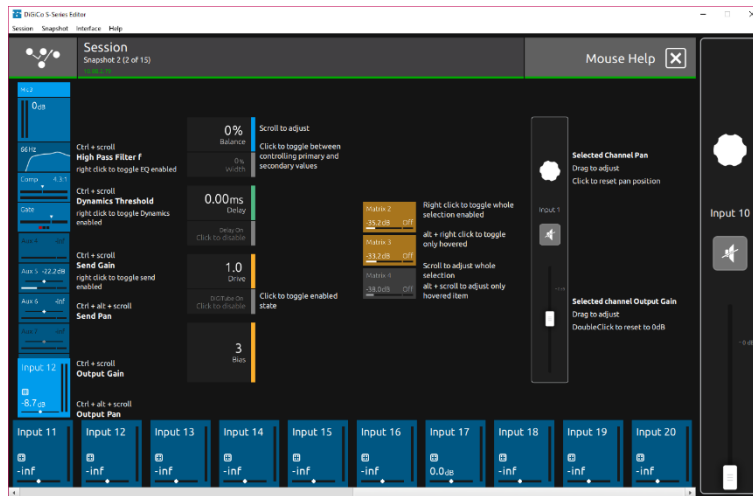 DiGiCo S-Series Editor
Session Snapshot Interface Help
Session
Snapshot 2 (2 of 15)
Mouse Help
0dB
66 Hz
Comp 4.3:1
Gate
Aux 4 -inf
Aux 5 -22.2dB
Aux 6 -inf
Input 12
-8.7dB
Ctrl + scroll
High Pass Filter f
right click to toggle EQ enabled
Ctrl + scroll
Dynamics Threshold
right click to toggle Dynamics
enabled
Ctrl + scroll
Send Gain
right click to toggle send
enabled
Ctrl + alt + scroll
Send Pan
Ctrl + scroll
Output Gain
Ctrl + alt + scroll
Output Pan
0%
Balance
0%
Width
0.00ms
Delay
Delay On
Click to disable
1.0
Drive
DiGiTube On
Click to disable
3
Bias
Scroll to adjust
Click to toggle between
controlling primary and
secondary values
Click to toggle enabled
state
Matrix 2
-35.2dB Off
Matrix 3
-33.2dB Off
Matrix 4
-38.0dB Off
Right click to toggle whole
selection enabled
alt + right click to toggle
only hovered
Scroll to adjust whole
selection
alt + scroll to adjust only
hovered item
Input 1
Selected Channel Pan
Drag to adjust
Click to reset pan position
Selected channel Output Gain
Drag to adjust
DoubleClick to reset to 0dB
Input 10
Input 11
-inf
Input 12
-inf
Input 13
-inf
Input 14
-inf
Input 15
-inf
Input 16
-inf
Input 17
0.0dB
Input 18
-inf
Input 19
-inf
Input 20
-inf